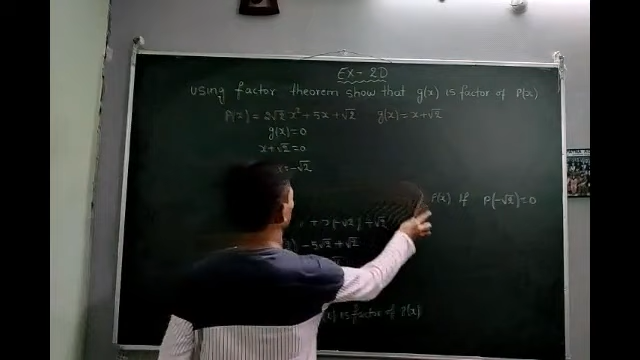 EX-2D
using factor theorem show that g(x) is factor of P(x)
P(x) = 2√2 x² + 5x + √2 g(x) = x + √2
g(x) = 0
x + √2 = 0
x = -√2
P(x) if P(-√2) = 0
(-√2) + √2
- 5√2 + √2
is factor of P(x)